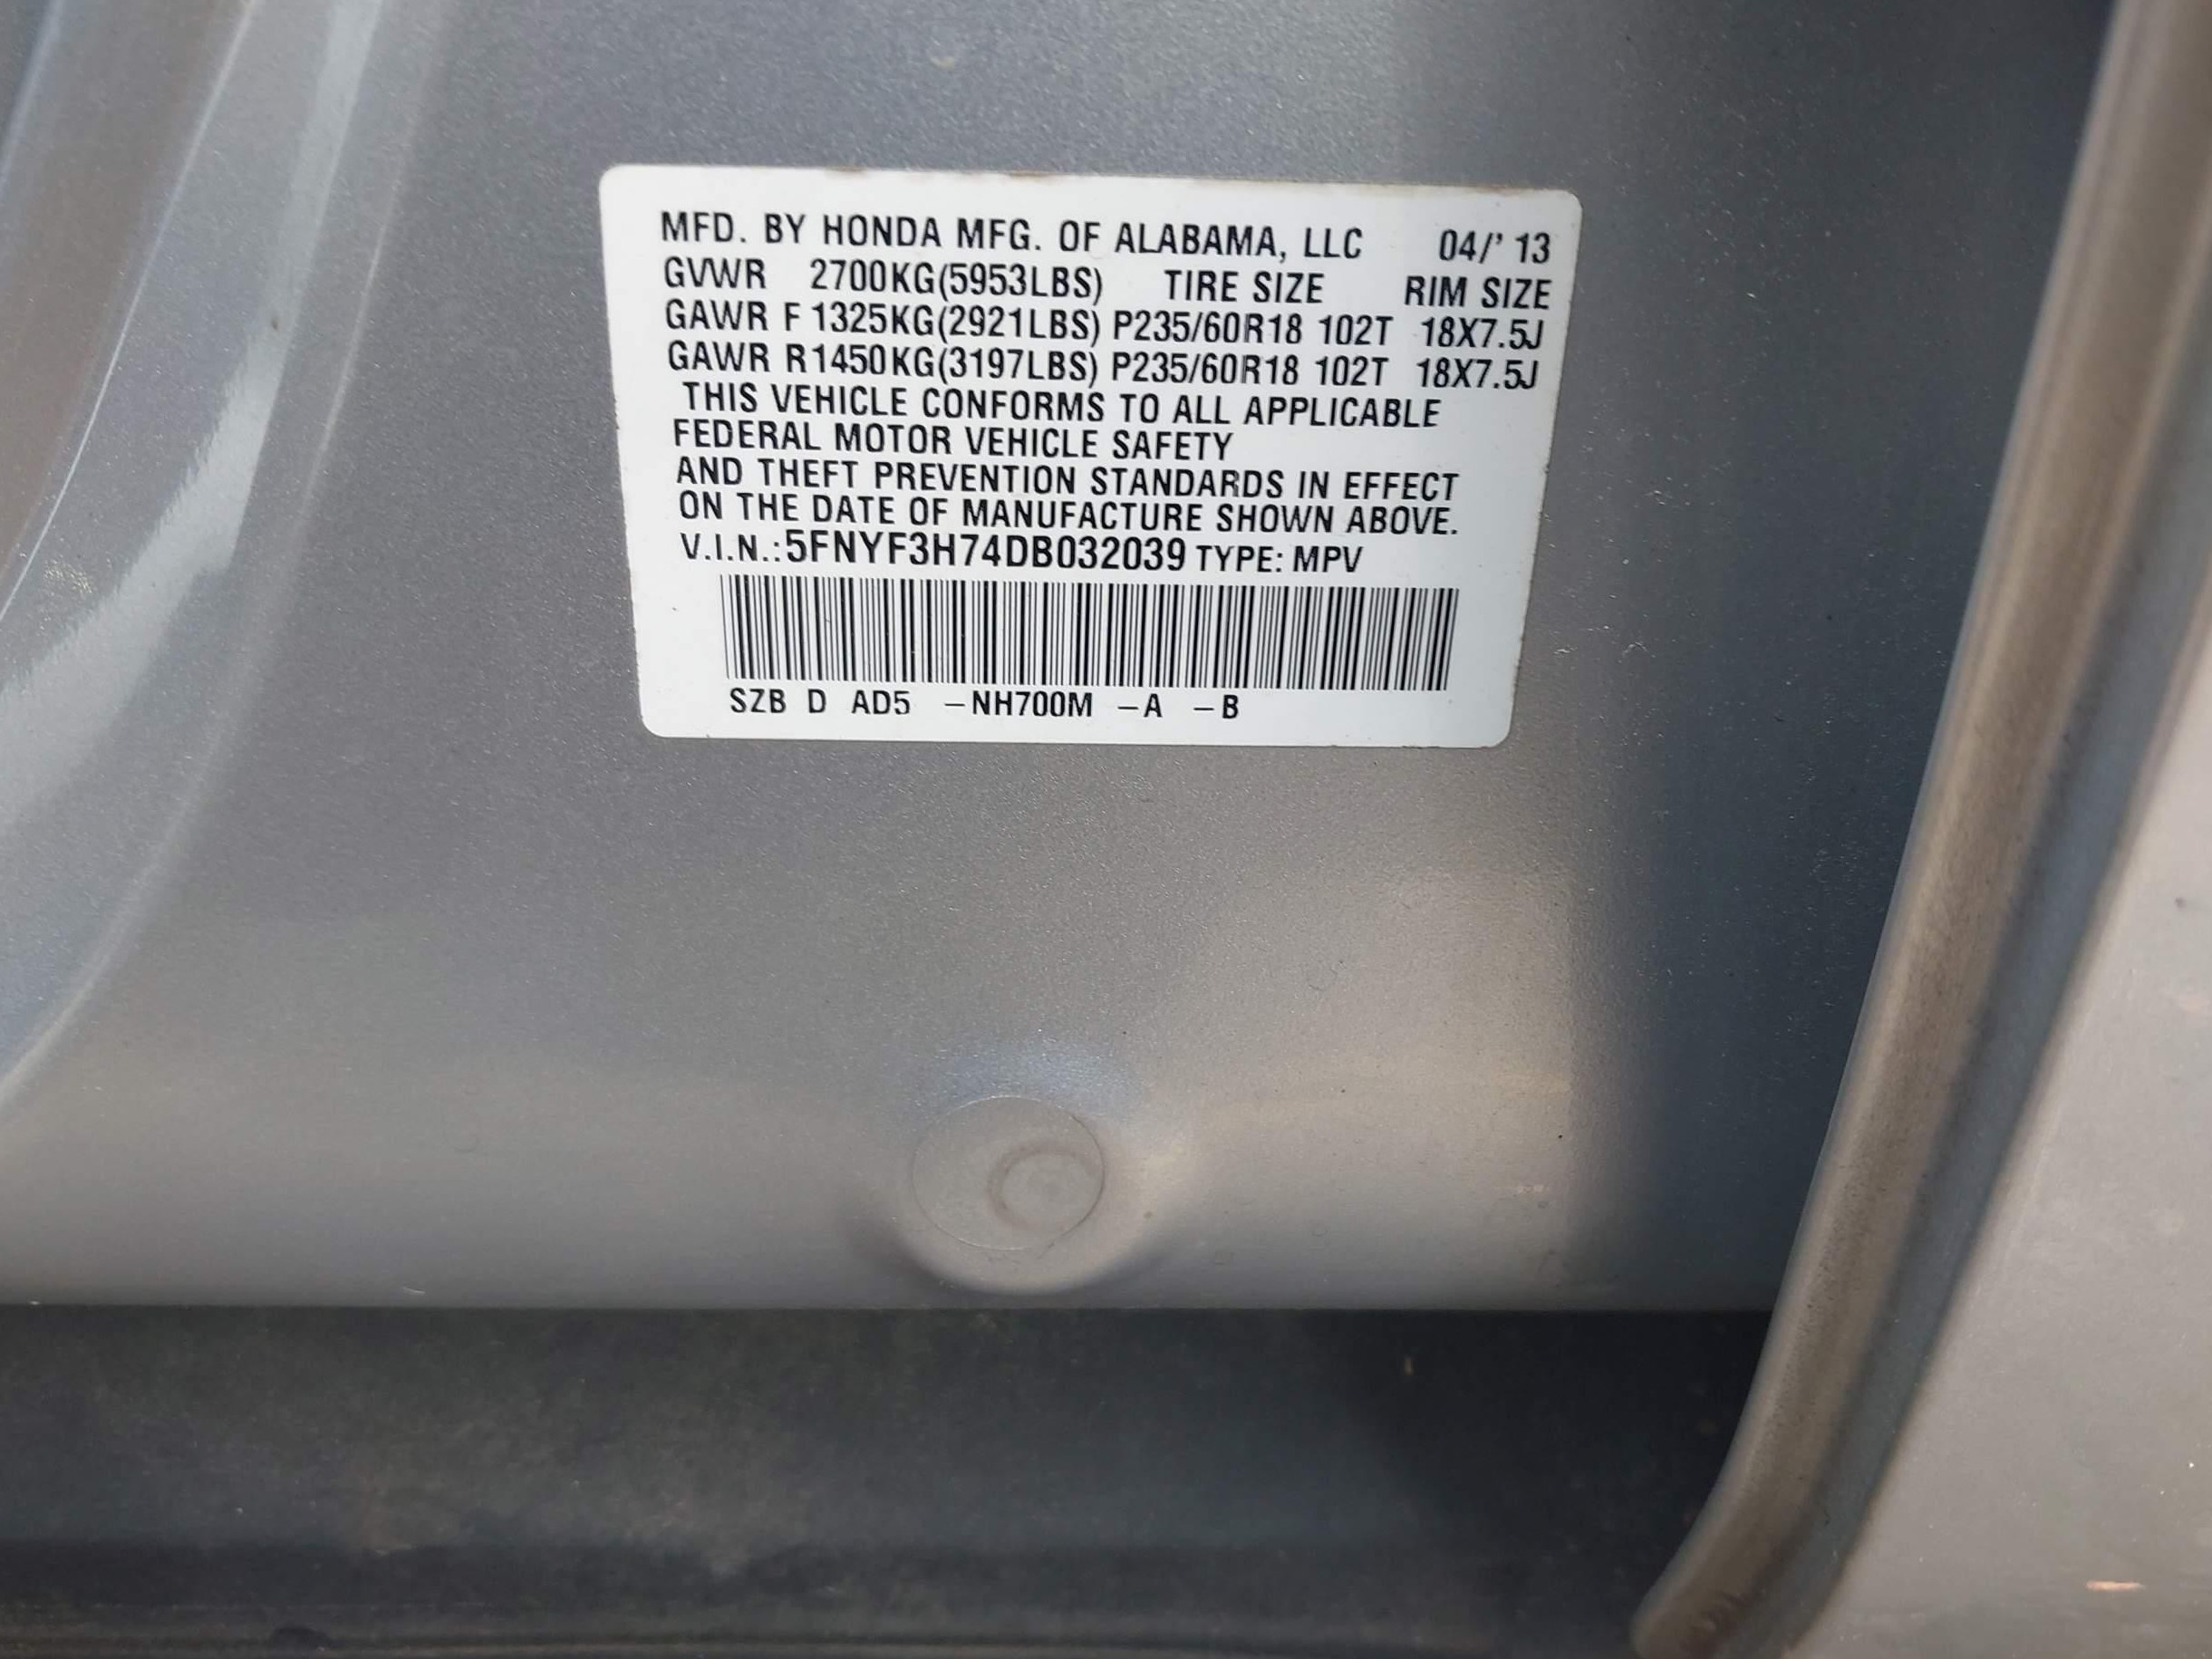 MFD. BY HONDA MFG. OF ALABAMA, LLC 04/' 13
GVWR 2700KG(5953LBS) TIRE SIZE RIM SIZE
GAWR F 1325KG(2921LBS) P235/60R18 102T 18X7.5J
GAWR R1450KG(3197LBS) P235/60R18 102T 18X7.5J
THIS VEHICLE CONFORMS TO ALL APPLICABLE
FEDERAL MOTOR VEHICLE SAFETY
AND THEFT PREVENTION STANDARDS IN EFFECT
ON THE DATE OF MANUFACTURE SHOWN ABOVE.
V.I.N.:5FNYF3H74DB032039 TYPE: MPV
SZB D AD5 –NH700M –A –B